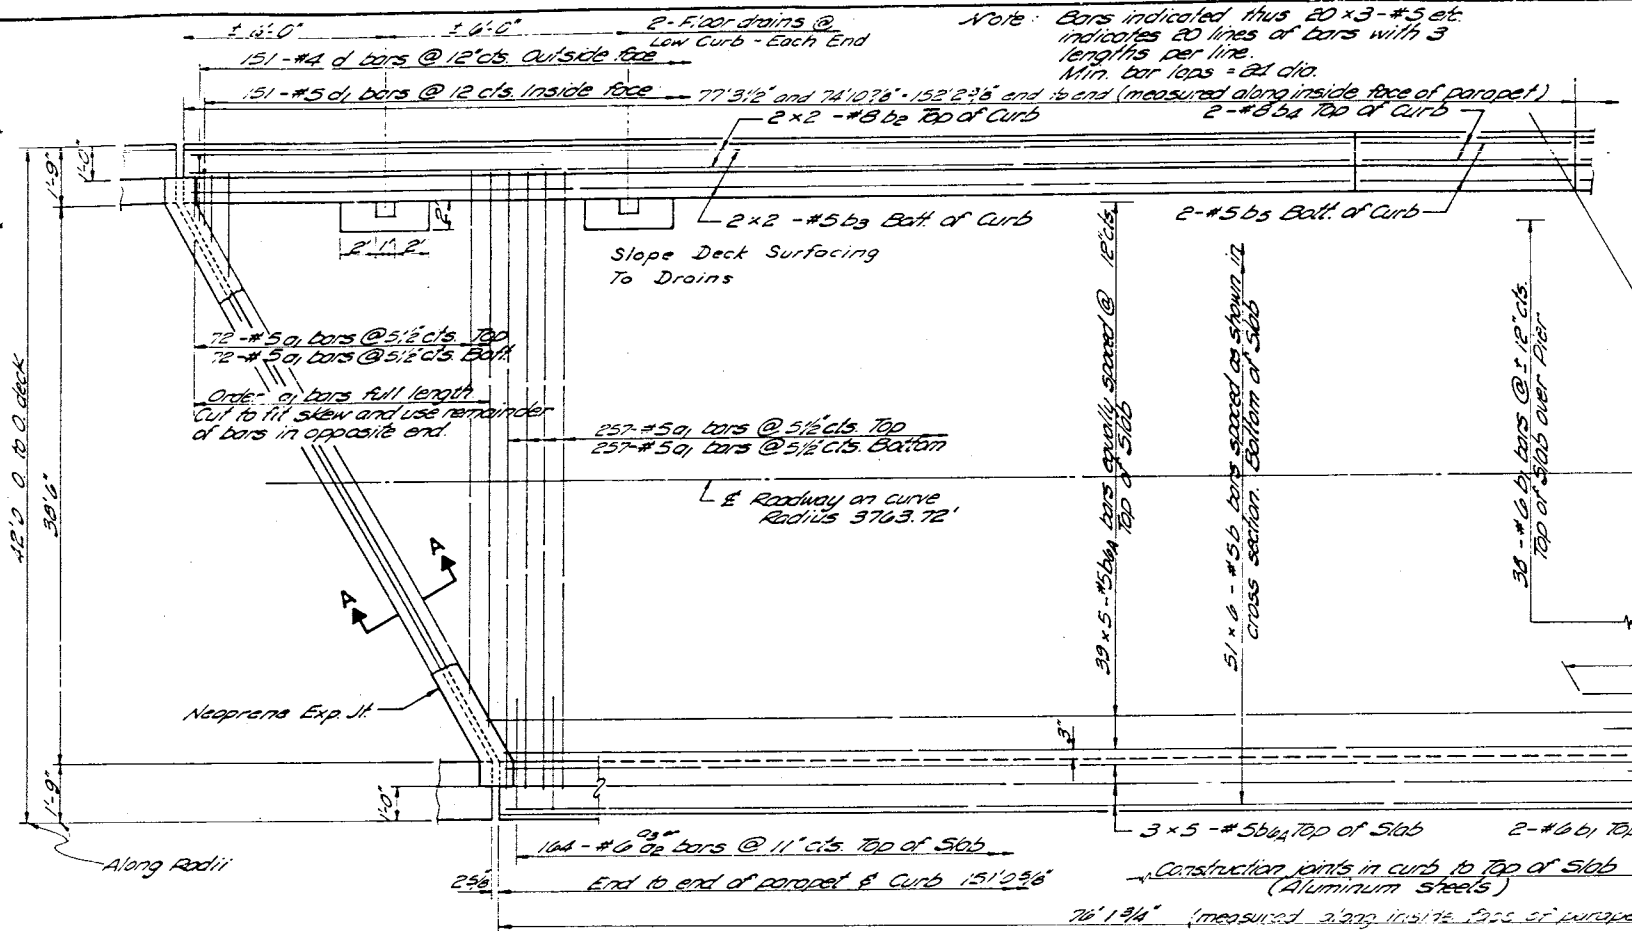 ± 6'-0"
± 6'-0"
2- Floor drains @
Low Curb - Each End
Note: Bars indicated thus 20 x 3 - #5 etc.
indicates 20 lines of bars with 3
lengths per line.
Min. bar laps = 24 dia.
151 - #4 d bars @ 12" cts. Outside face
151 - #5 d1 bars @ 12 cts. Inside face
77'3½" and 74'10⅞" - 152'2⅜" end to end (measured along inside face of parapet)
2 x 2 - #8 b2 Top of Curb
2 - #8 b4 Top of Curb
1'-9"
1'-0"
2'
2' 1' 2'
2 x 2 - #5 b3 Bott. of Curb
2 - #5 b5 Bott. of Curb
Slope Deck Surfacing
To Drains
72 - #5 a1 bars @ 5½" cts. Top
72 - #5 a1 bars @ 5½" cts. Bott.
Order a1 bars full length.
Cut to fit skew and use remainder
of bars in opposite end.
257 - #5 a1 bars @ 5½" cts. Top
257 - #5 a1 bars @ 5½" cts. Bottom
℄ Roadway on curve
Radius 3763.72'
42'0" O. to O. deck
38'6"
39 x 5 - #5 b6A bars equally spaced @ 12" cts.
Top of Slab
51 x 6 - #5 b bars spaced as shown in
cross section. Bottom of Slab
38 - #6 b1 bars @ ± 12" cts.
Top of Slab over Pier
A
A
Neoprene Exp. Jt.
3"
1'-9"
1'-0"
3 x 5 - #5 b6A Top of Slab
2 - #6 b1 Top
a3 or
164 - #6 a2 bars @ 11" cts. Top of Slab
Along Radii
Construction joints in curb to Top of Slab
(Aluminum sheets)
2⅝"
End to end of parapet & Curb 151'0⅝"
76'1¾" (measured along inside face of parape